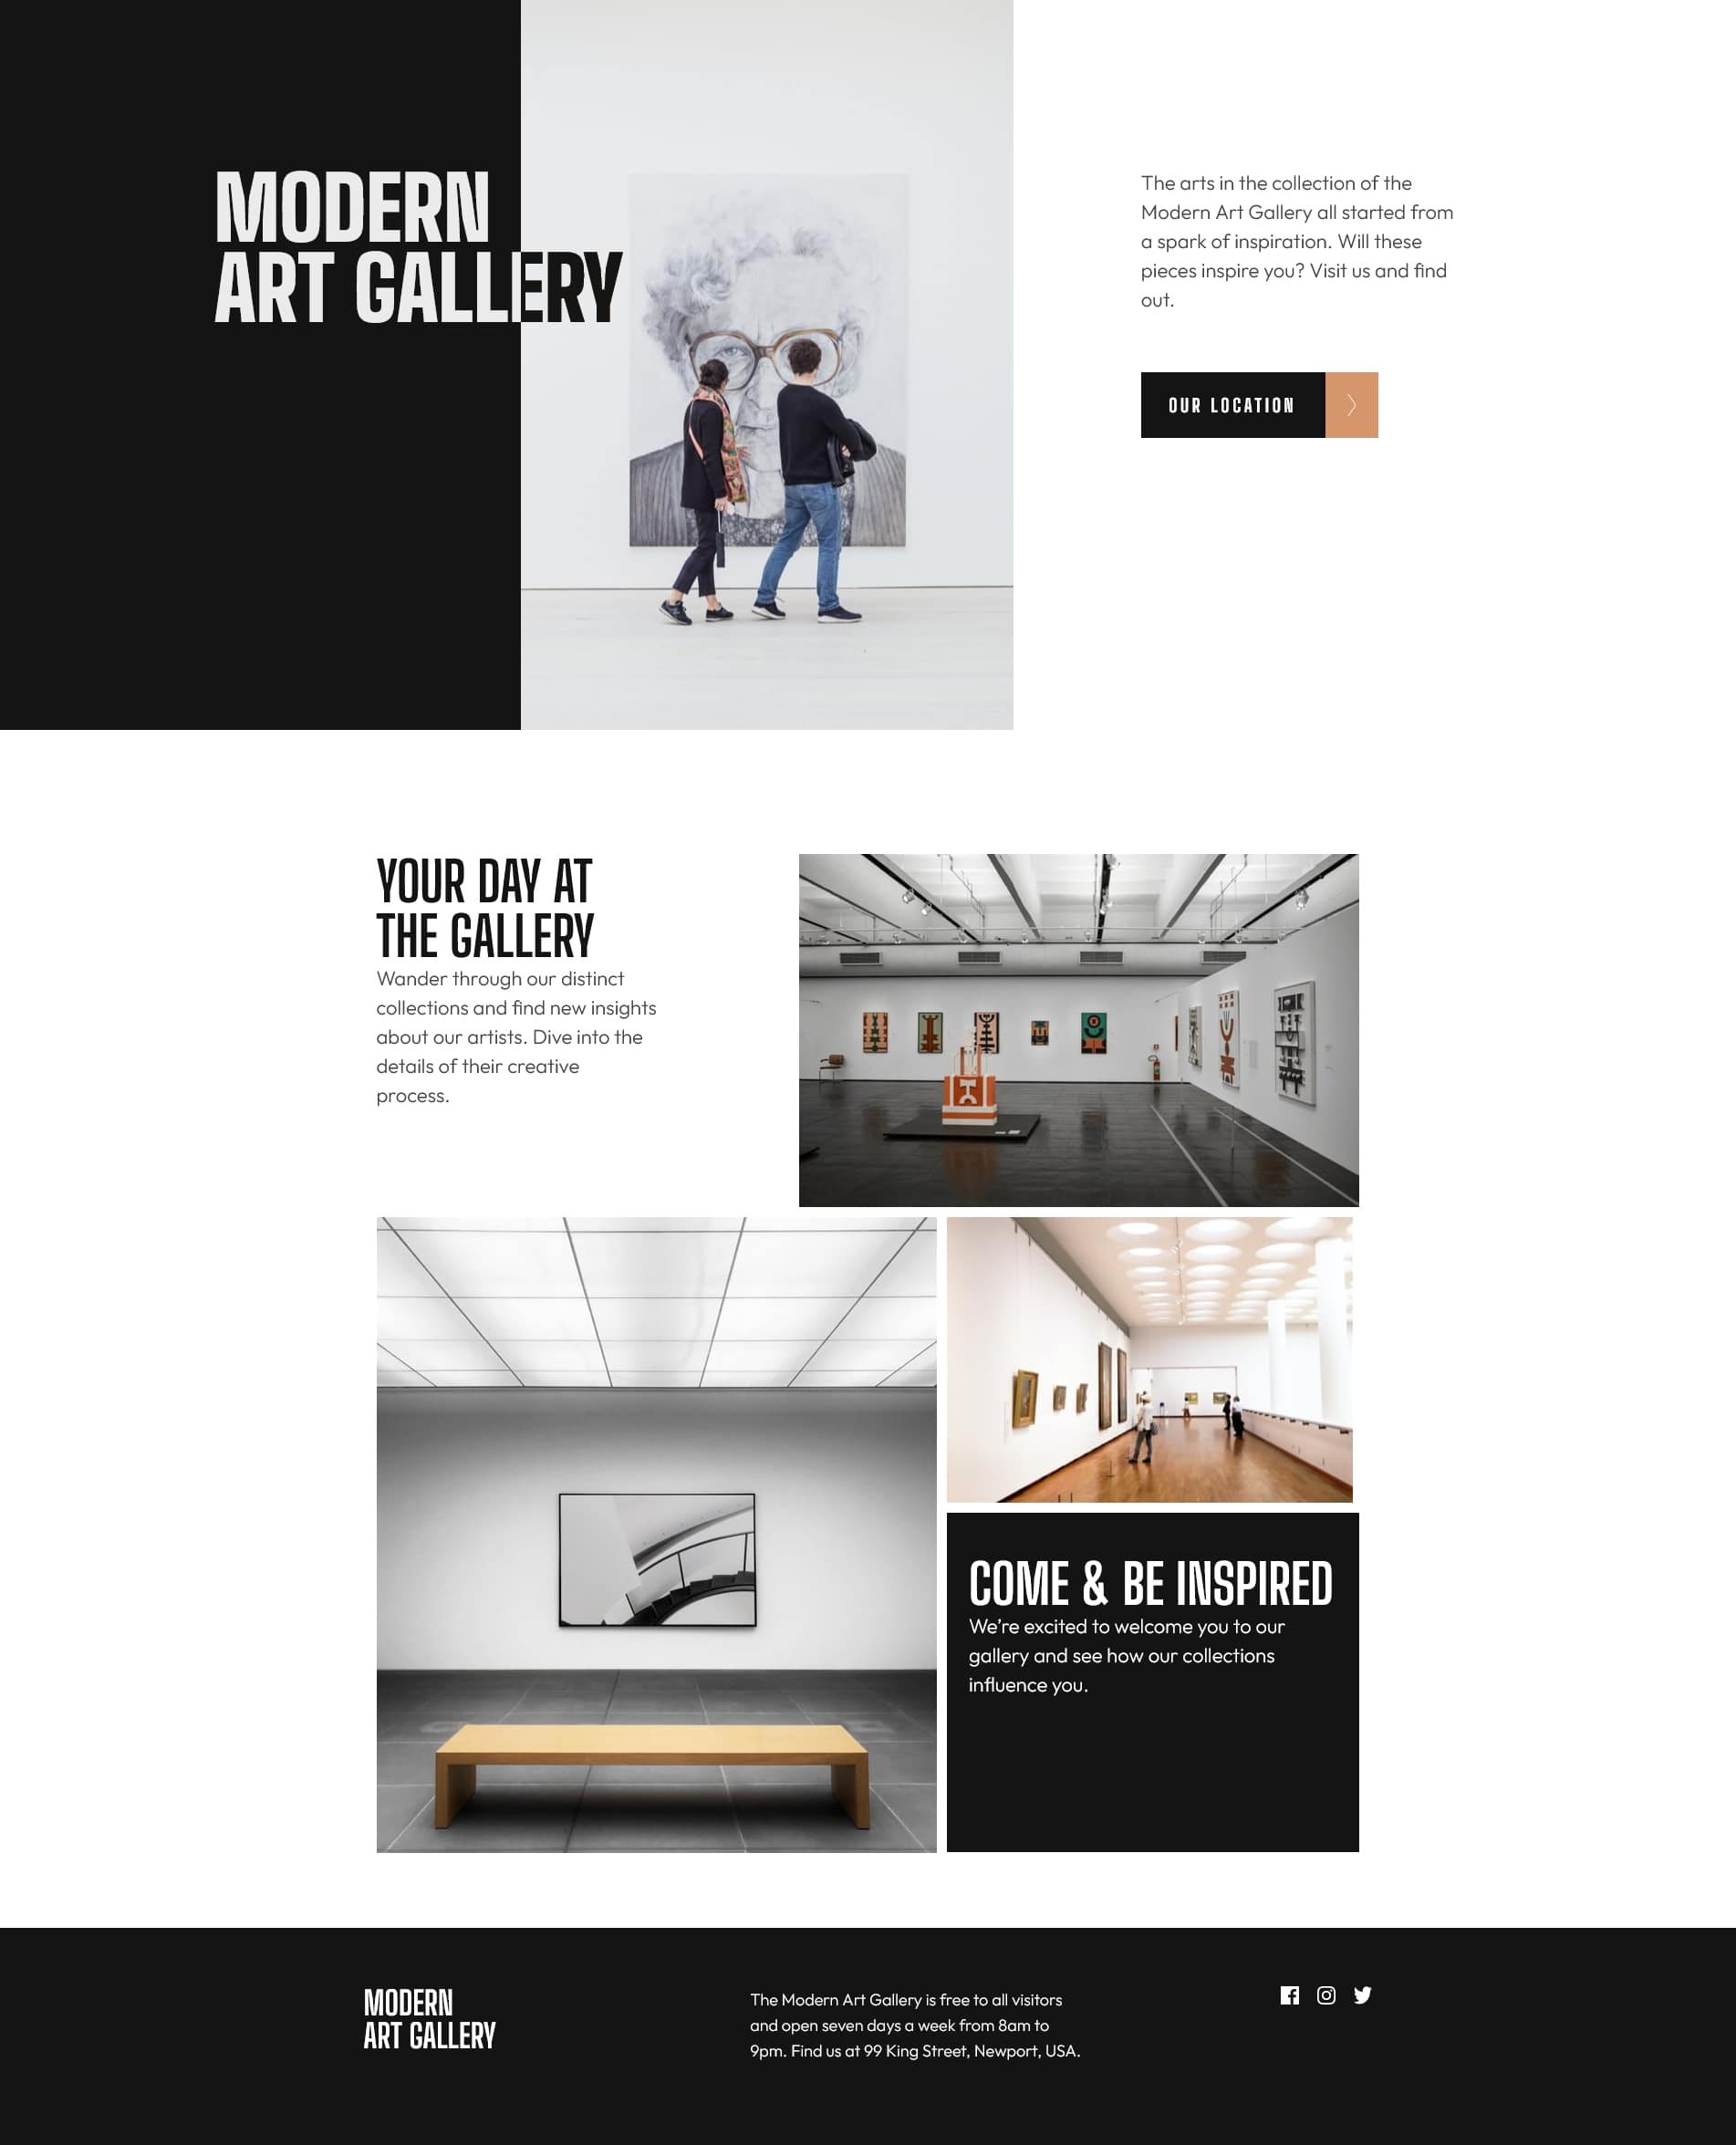 MODERN
ART GALLERY
The arts in the collection of the
Modern Art Gallery all started from
a spark of inspiration. Will these
pieces inspire you? Visit us and find
out.
OUR LOCATION
YOUR DAY AT
THE GALLERY
Wander through our distinct
collections and find new insights
about our artists. Dive into the
details of their creative
process.
COME & BE INSPIRED
We’re excited to welcome you to our
gallery and see how our collections
influence you.
MODERN
ART GALLERY
The Modern Art Gallery is free to all visitors
and open seven days a week from 8am to
9pm. Find us at 99 King Street, Newport, USA.